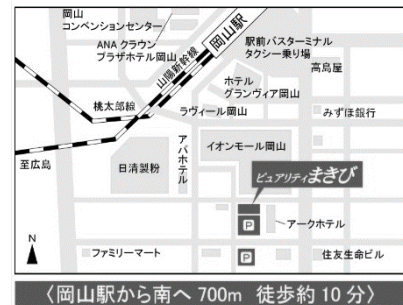 岡山
コンベンションセンター
ANA クラウン
プラザホテル岡山
岡山駅
山陽新幹線
駅前バスターミナル
タクシー乗り場
高島屋
ホテル
グランヴィア岡山
桃太郎線
ラヴィール岡山
みずほ銀行
至広島
日清製粉
アパホテル
イオンモール岡山
ピュアリティまきび
P
アークホテル
N
ファミリーマート
P
住友生命ビル
〈岡山駅から南へ 700m 徒歩約 10 分〉